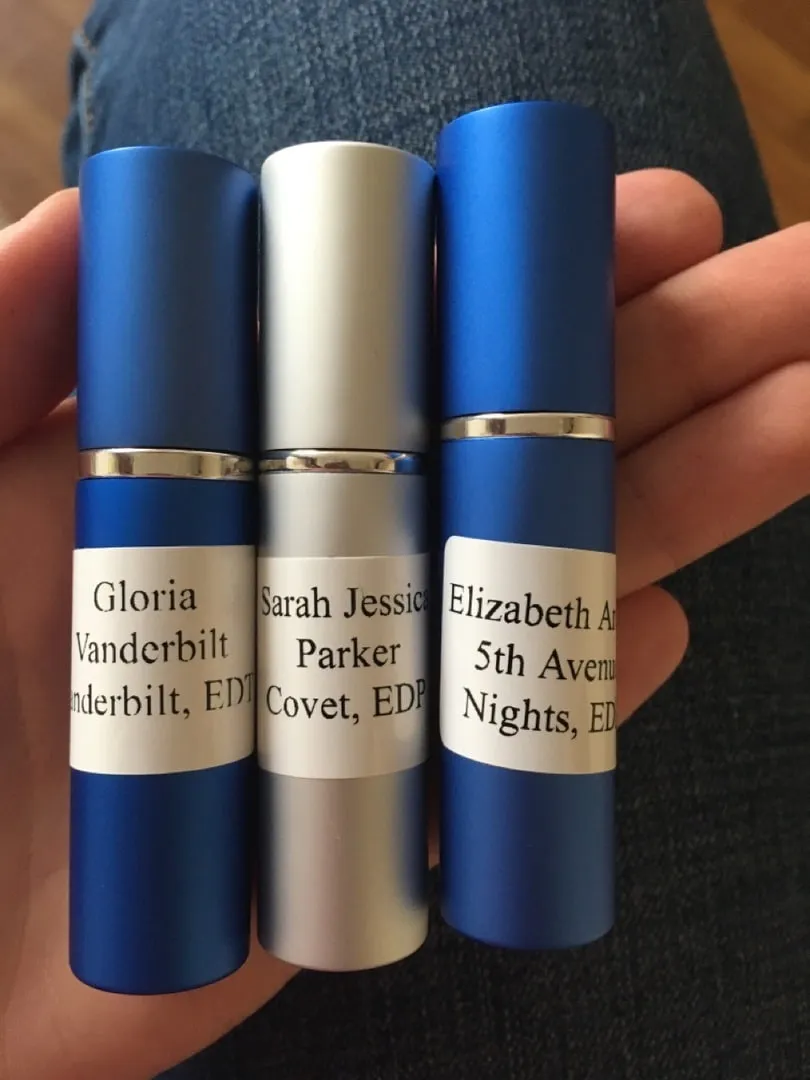 Gloria
Vanderbilt
nderbilt, EDT
Sarah Jessica
Parker
Covet, EDP
Elizabeth Ar
5th Avenu
Nights, ED